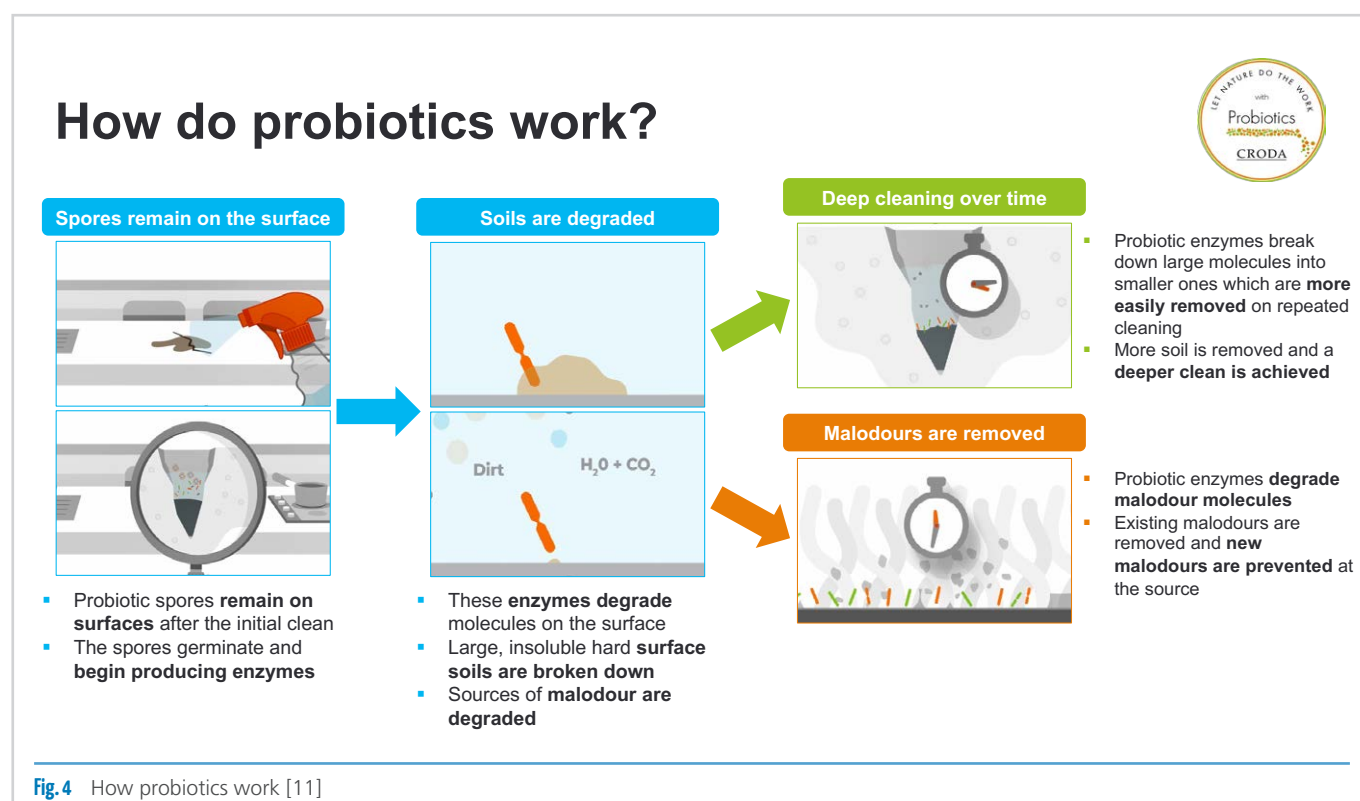 How do probiotics work?
LET NATURE DO THE WORK
with
Probiotics
CRODA
Spores remain on the surface
Probiotic spores remain on
surfaces after the initial clean
The spores germinate and
begin producing enzymes
Soils are degraded
Dirt
H₂0 + CO₂
These enzymes degrade
molecules on the surface
Large, insoluble hard surface
soils are broken down
Sources of malodour are
degraded
Deep cleaning over time
Probiotic enzymes break
down large molecules into
smaller ones which are more
easily removed on repeated
cleaning
More soil is removed and a
deeper clean is achieved
Malodours are removed
Probiotic enzymes degrade
malodour molecules
Existing malodours are
removed and new
malodours are prevented at
the source
Fig. 4 How probiotics work [11]